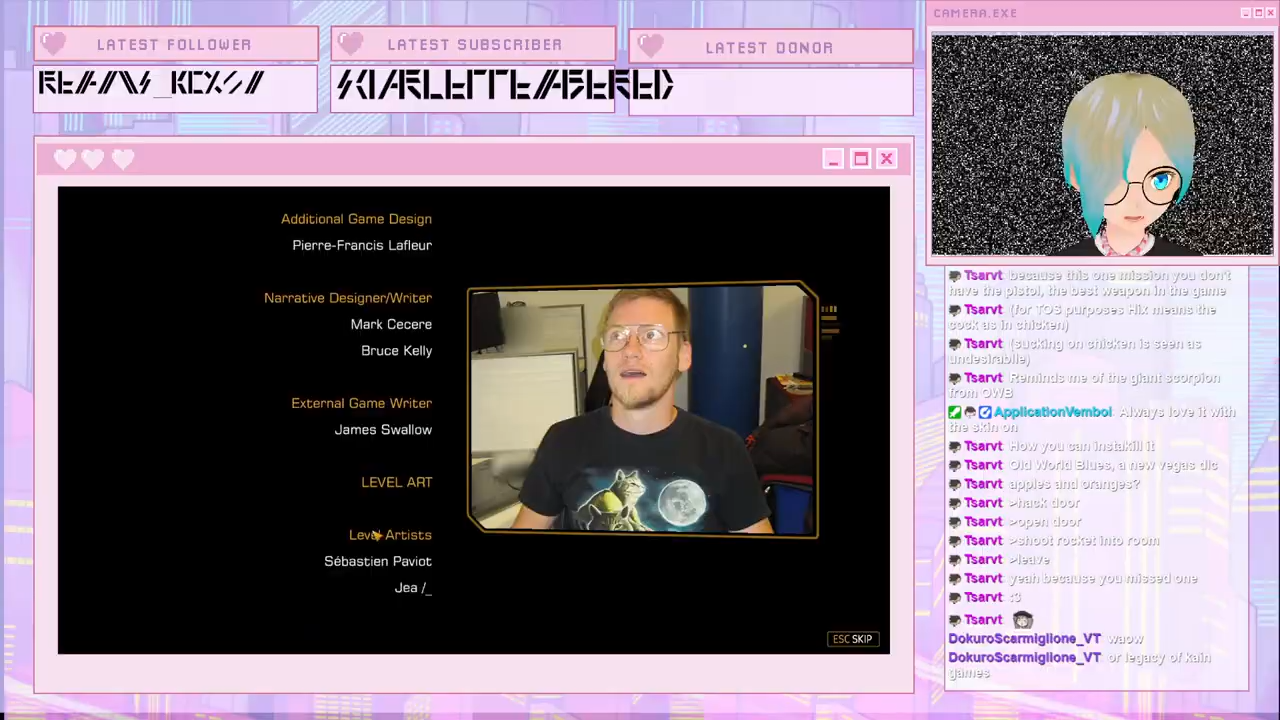 CAMERA.EXE
LATEST FOLLOWER
LATEST SUBSCRIBER
LATEST DONOR
Additional Game Design
Pierre-Francis Lafleur
Narrative Designer/Writer
Mark Cecere
Bruce Kelly
External Game Writer
James Swallow
LEVEL ART
Level Artists
Sébastien Paviot
Jea /_
ESC SKIP
Tsarvt because this one mission you don't
have the pistol, the best weapon in the game
Tsarvt (for TOS purposes Hix means the
cock as in chicken)
Tsarvt (sucking on chicken is seen as
undesirabile)
Tsarvt Reminds me of the giant scorpion
from OWB
ApplicationVembol Always love it with
the skin on
Tsarvt How you can instakill it
Tsarvt Old World Blues, a new vegas dlc
Tsarvt apples and oranges?
Tsarvt >hack door
Tsarvt >open door
Tsarvt >shoot rocket into room
Tsarvt >leave
Tsarvt yeah because you missed one
Tsarvt :3
Tsarvt
DokuroScarmiglione_VT waow
DokuroScarmiglione_VT or legacy of kain
games